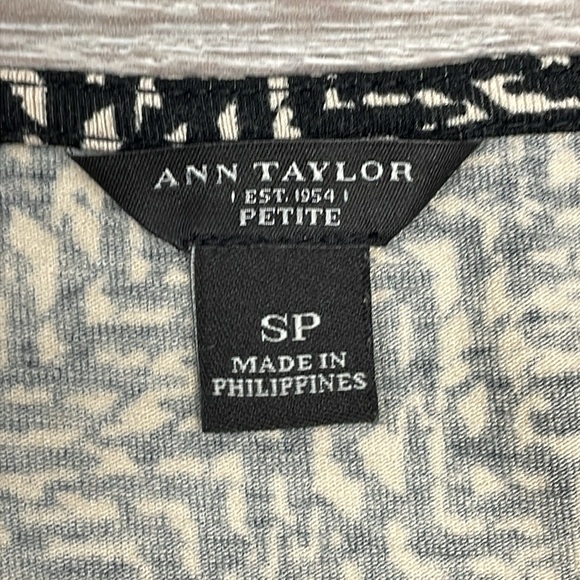 ANN TAYLOR
EST. 1954
PETITE
SP
MADE IN
PHILIPPINES